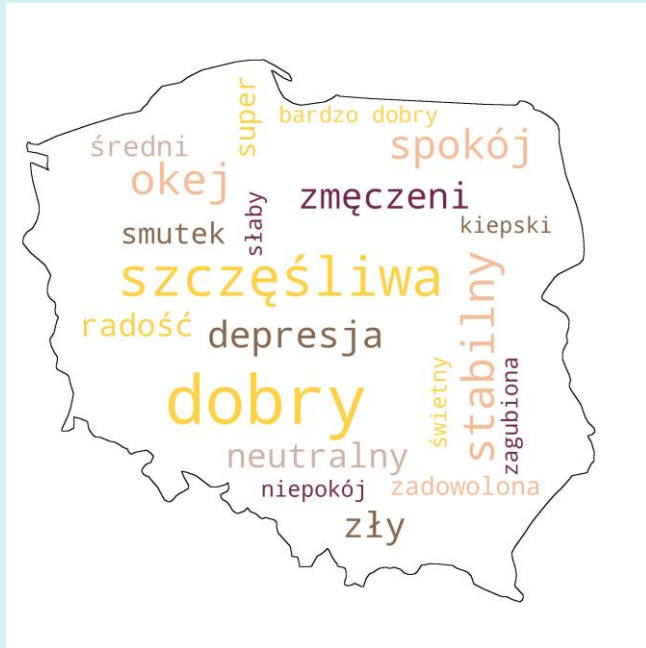 super
bardzo dobry
średni
spokój
okej
zmęczeni
słaby
kiepski
smutek
szczęśliwa
stabilny
radość
depresja
świetny
zagubiona
dobry
neutralny
niepokój
zadowolona
zły